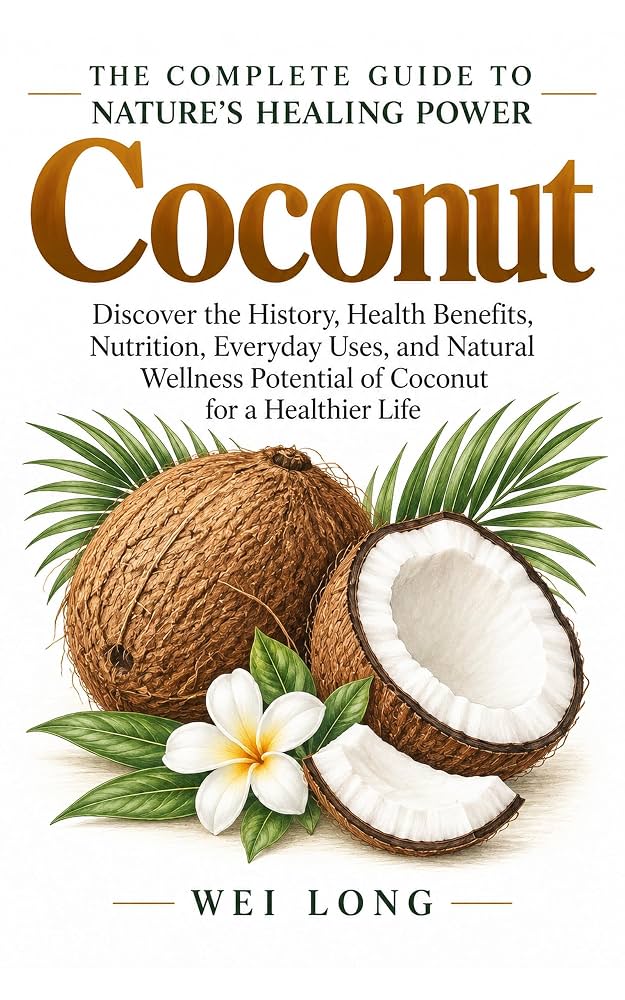 THE COMPLETE GUIDE TO
NATURE'S HEALING POWER
Coconut
Discover the History, Health Benefits,
Nutrition, Everyday Uses, and Natural
Wellness Potential of Coconut
for a Healthier Life
WEI LONG